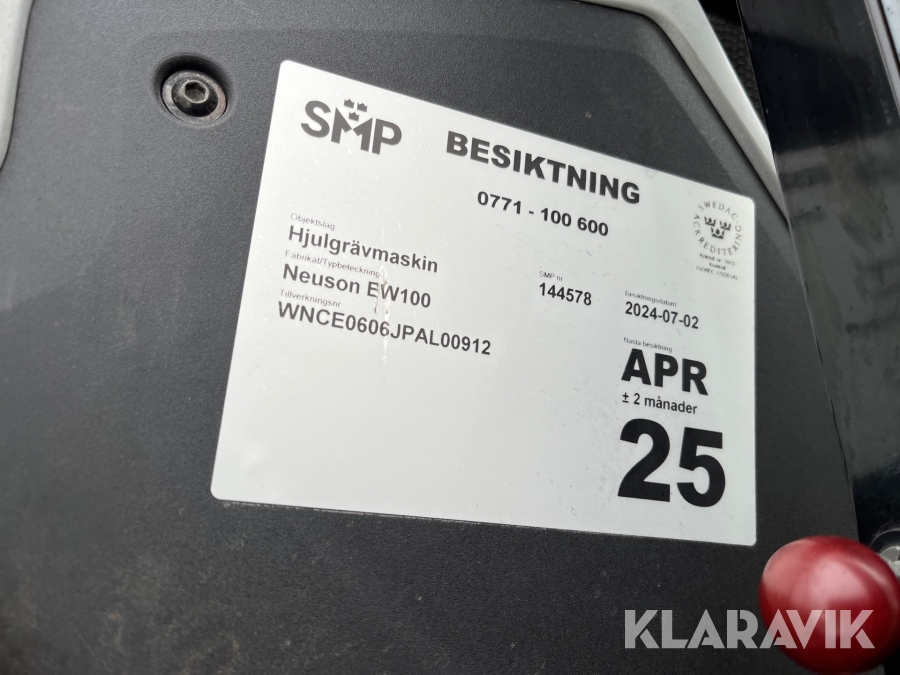 SMP
BESIKTNING
0771 - 100 600
SWEDAC
ACKREDITERING
Objektslag
Hjulgrävmaskin
Fabrikat/Typbeteckning
Neuson EW100
Tillverkningsnr
WNCE0606JPAL00912
SMP nr
144578
Besiktningsdatum
2024-07-02
Nästa besiktning
APR
± 2 månader
25
KLARAVIK